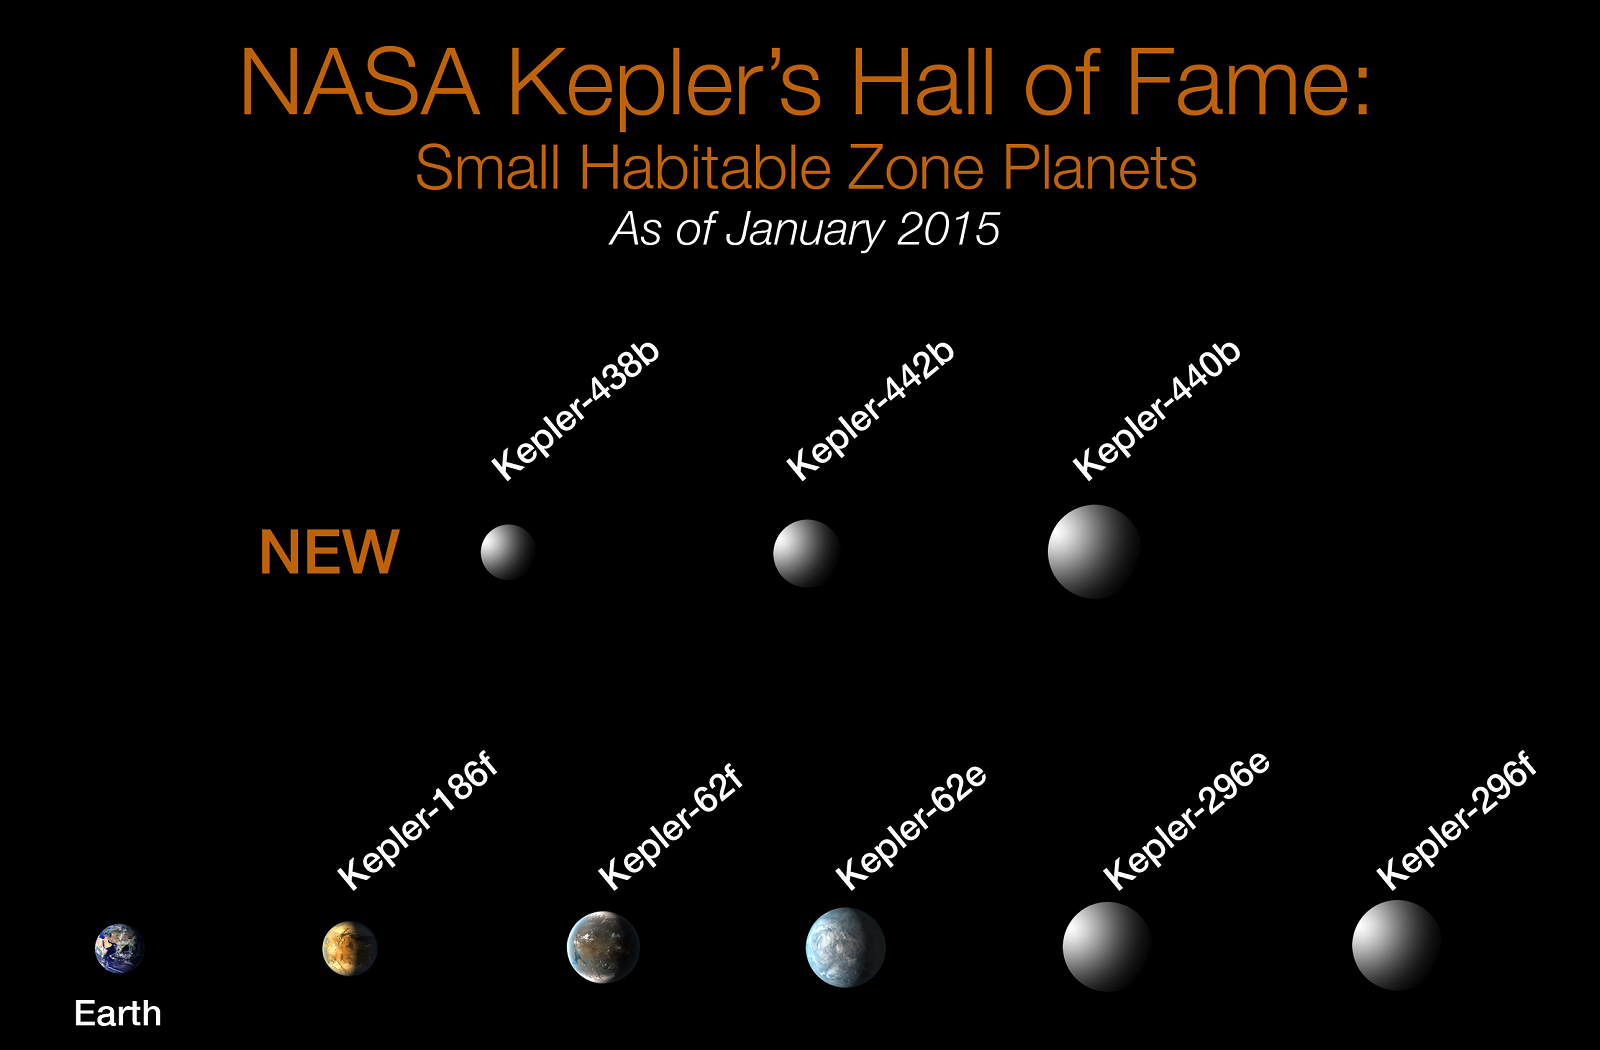 NASA Kepler’s Hall of Fame:
Small Habitable Zone Planets
As of January 2015
Kepler-438b
Kepler-442b
Kepler-440b
NEW
Kepler-186f
Kepler-62f
Kepler-62e
Kepler-296e
Kepler-296f
Earth